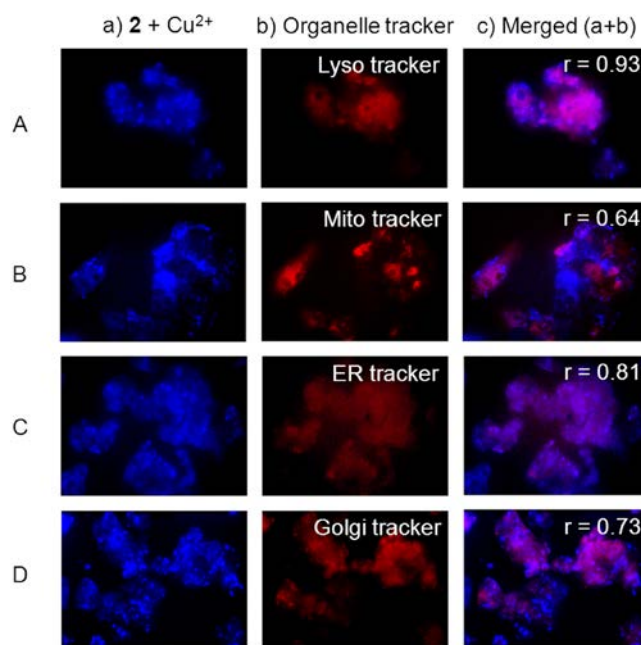 a) 2 + Cu²⁺ b) Organelle tracker c) Merged (a+b)
A Lyso tracker r = 0.93
B Mito tracker r = 0.64
C ER tracker r = 0.81
D Golgi tracker r = 0.73